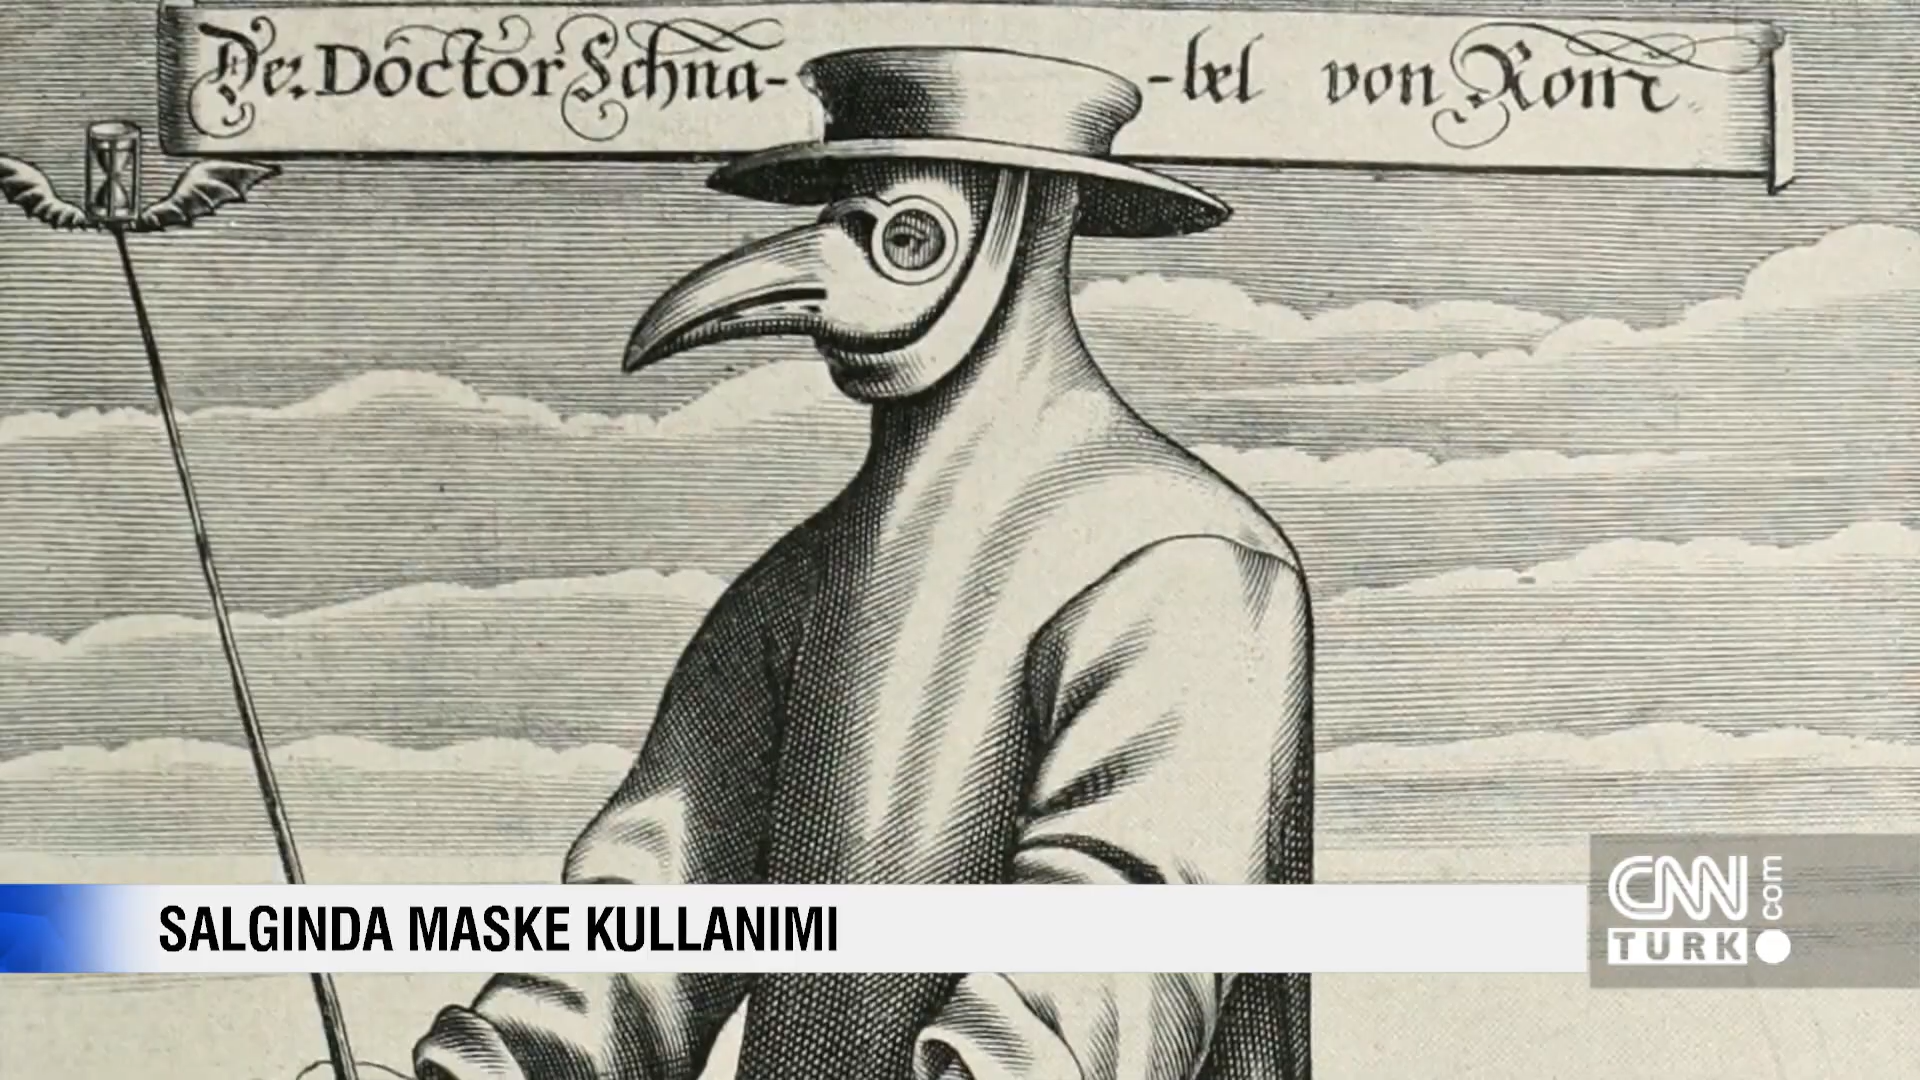 Der Doctor Schna-
-bel von Rom
SALGINDA MASKE KULLANIMI
CNN
TURK
.com